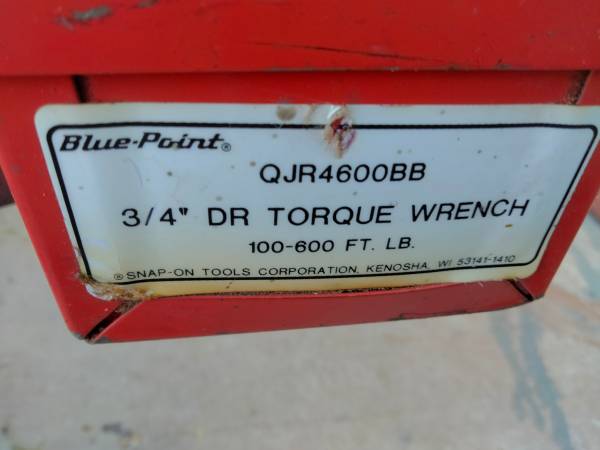 Blue-Point®
QJR4600BB
3/4" DR TORQUE WRENCH
100-600 FT. LB.
® SNAP-ON TOOLS CORPORATION, KENOSHA, WI 53141-1410